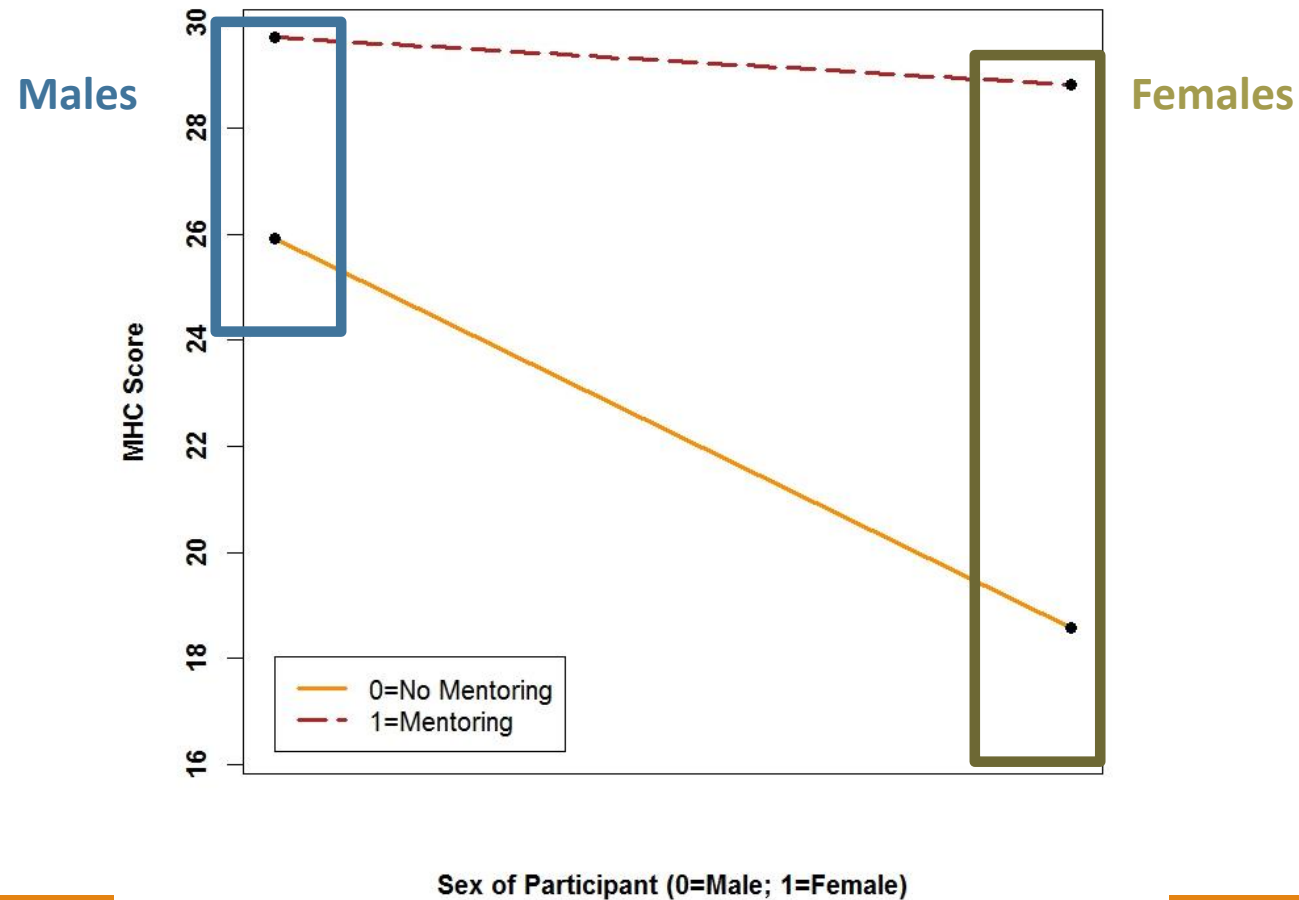 Males
Females
30
28
26
24
22
20
18
16
MHC Score
0=No Mentoring
1=Mentoring
Sex of Participant (0=Male; 1=Female)